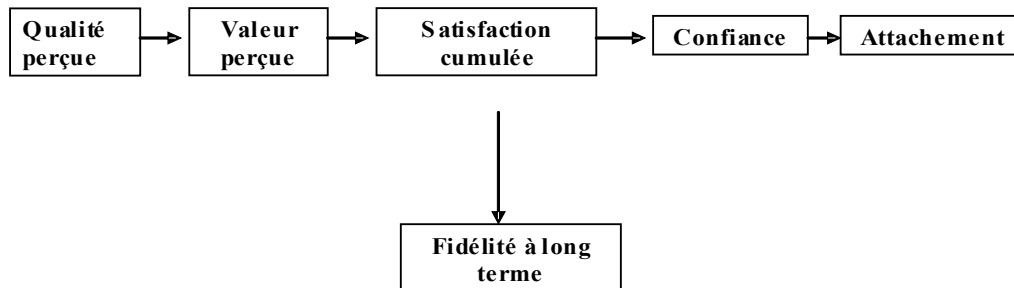 Qualité
perçue
Valeur
perçue
Satisfaction
cumulée
Confiance
Attachement
Fidélité à long
terme